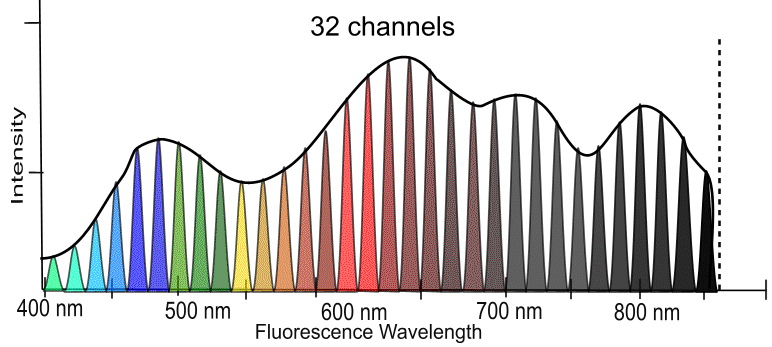 32 channels
Intensity
400 nm 500 nm 600 nm 700 nm 800 nm
Fluorescence Wavelength